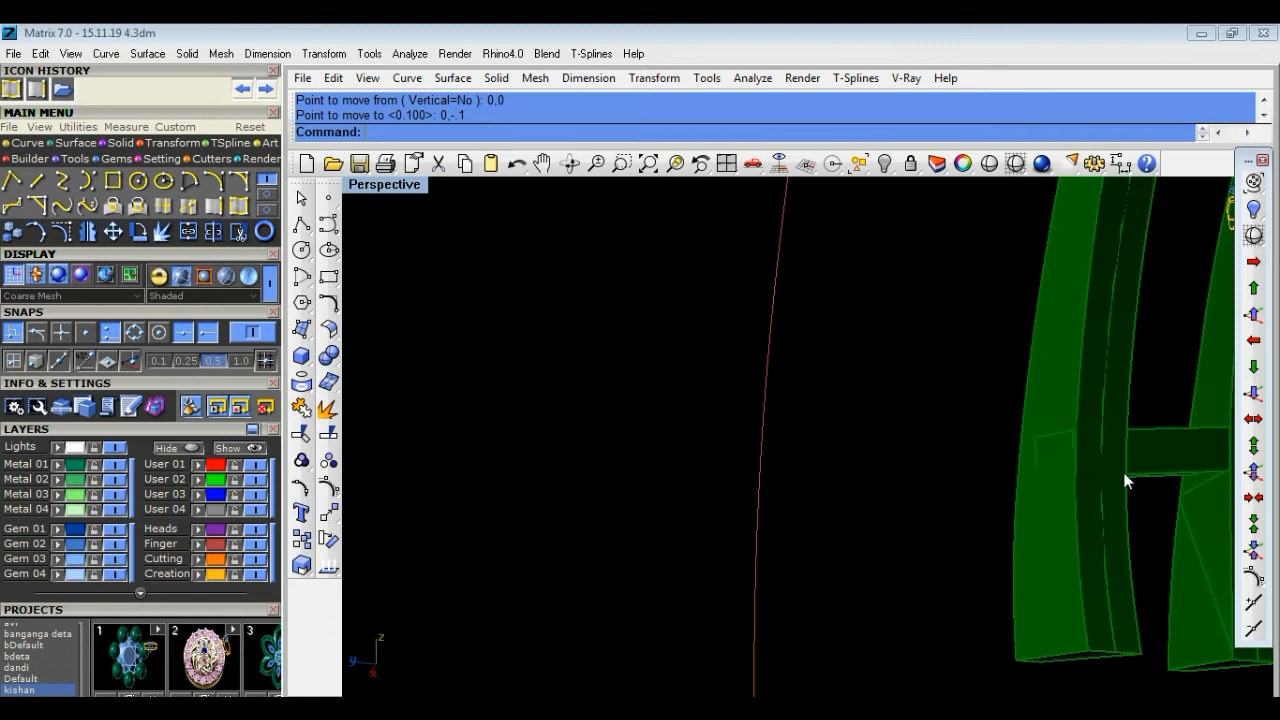 Matrix 7.0 - 15.11.19 4.3dm
File Edit View Curve Surface Solid Mesh Dimension Transform Tools Analyze Render Rhino4.0 Blend T-Splines Help
ICON HISTORY
MAIN MENU
File View Utilities Measure Custom Reset
Curve Surface Solid Transform TSpline Art
Builder Tools Gems Setting Cutters Render
DISPLAY
Coarse Mesh Shaded
SNAPS
0.1 0.25 0.5 1.0
INFO & SETTINGS
LAYERS
Lights Hide Show
Metal 01 User 01
Metal 02 User 02
Metal 03 User 03
Metal 04 User 04
Gem 01 Heads
Gem 02 Finger
Gem 03 Cutting
Gem 04 Creation
PROJECTS
banganga deta
bDefault
bdeta
dandi
Default
kishan
1 2 3
File Edit View Curve Surface Solid Mesh Dimension Transform Tools Analyze Render T-Splines V-Ray Help
Point to move from ( Vertical=No ): 0,0
Point to move to <0.100>: 0,-.1
Command:
Perspective
z
y
x